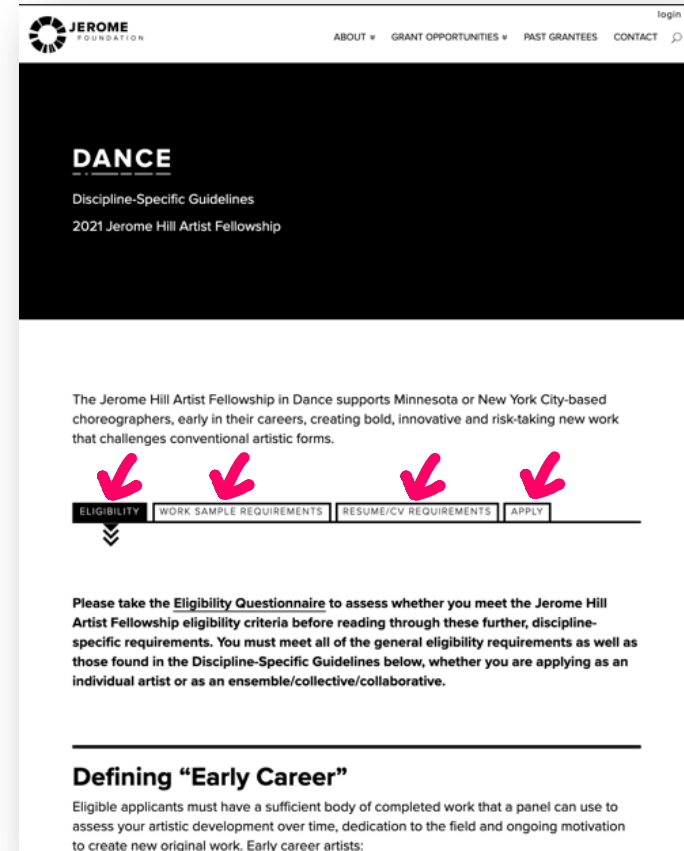 login
JEROME
FOUNDATION
ABOUT GRANT OPPORTUNITIES PAST GRANTEES CONTACT
DANCE
Discipline-Specific Guidelines
2021 Jerome Hill Artist Fellowship
The Jerome Hill Artist Fellowship in Dance supports Minnesota or New York City-based
choreographers, early in their careers, creating bold, innovative and risk-taking new work
that challenges conventional artistic forms.
ELIGIBILITY WORK SAMPLE REQUIREMENTS RESUME/CV REQUIREMENTS APPLY
Please take the Eligibility Questionnaire to assess whether you meet the Jerome Hill
Artist Fellowship eligibility criteria before reading through these further, discipline-
specific requirements. You must meet all of the general eligibility requirements as well as
those found in the Discipline-Specific Guidelines below, whether you are applying as an
individual artist or as an ensemble/collective/collaborative.
Defining “Early Career”
Eligible applicants must have a sufficient body of completed work that a panel can use to
assess your artistic development over time, dedication to the field and ongoing motivation
to create new original work. Early career artists: